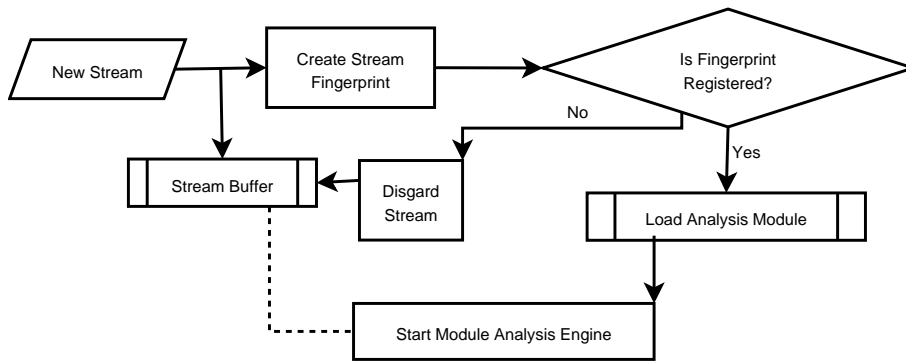 New Stream
Create Stream
Fingerprint
Is Fingerprint
Registered?
No
Yes
Stream Buffer
Disgard
Stream
Load Analysis Module
Start Module Analysis Engine